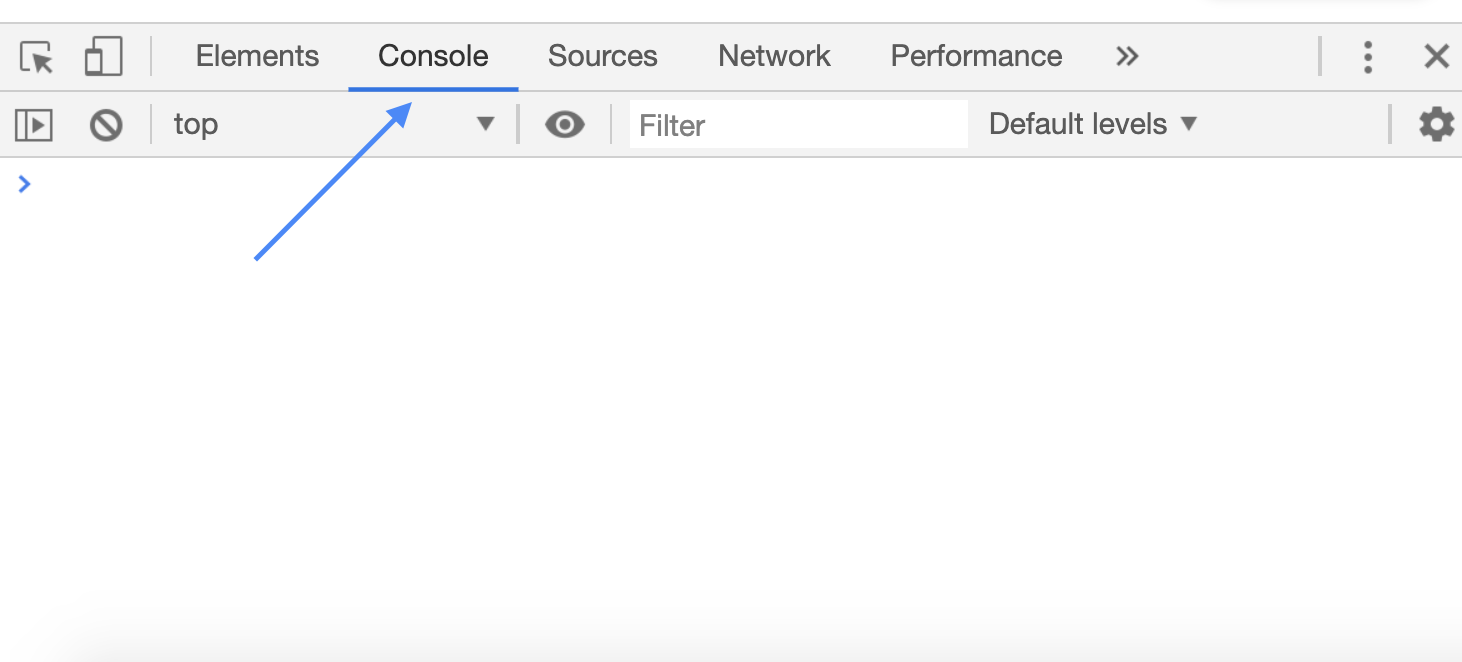 Elements Console Sources Network Performance
top Filter Default levels